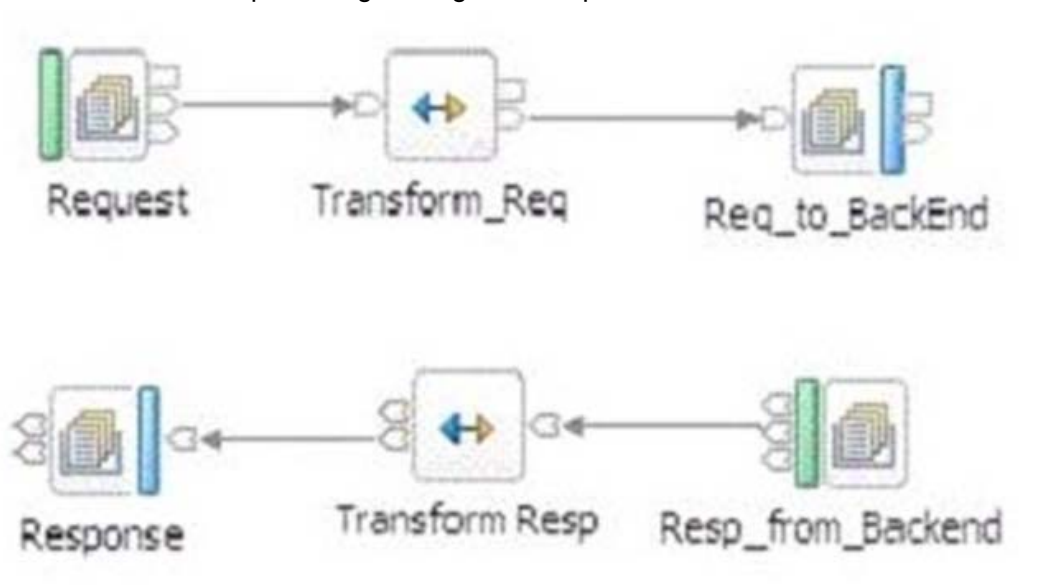 Request
Transform_Req
Req_to_BackEnd
Response
Transform Resp
Resp_from_Backend